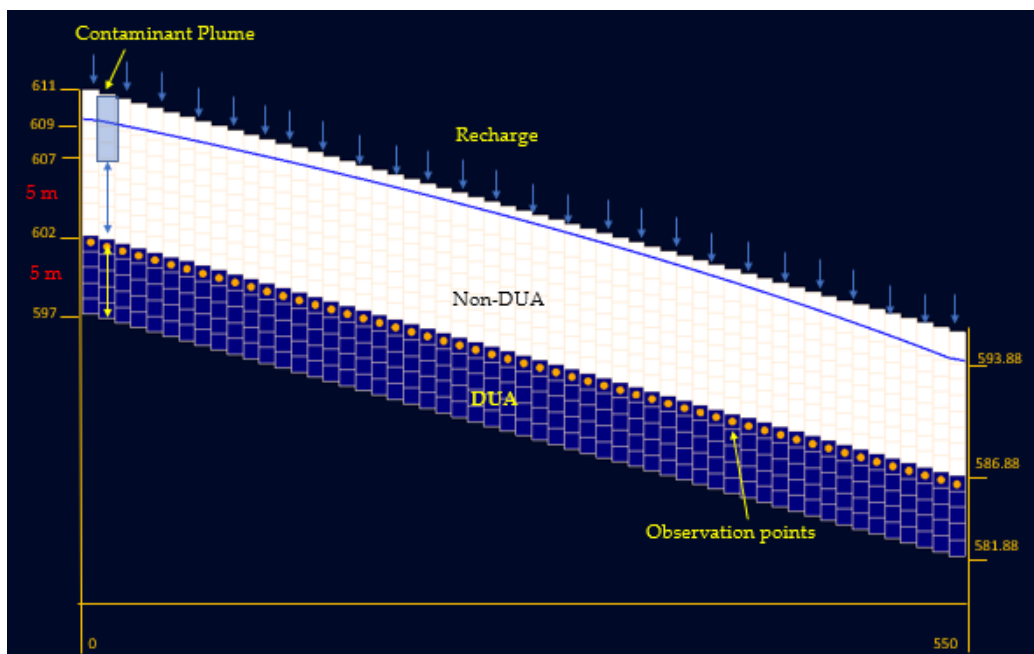 Contaminant Plume
611
609
Recharge
607
5 m
602
5 m
Non-DUA
597
593.88
DUA
586.88
Observation points
581.88
0
550